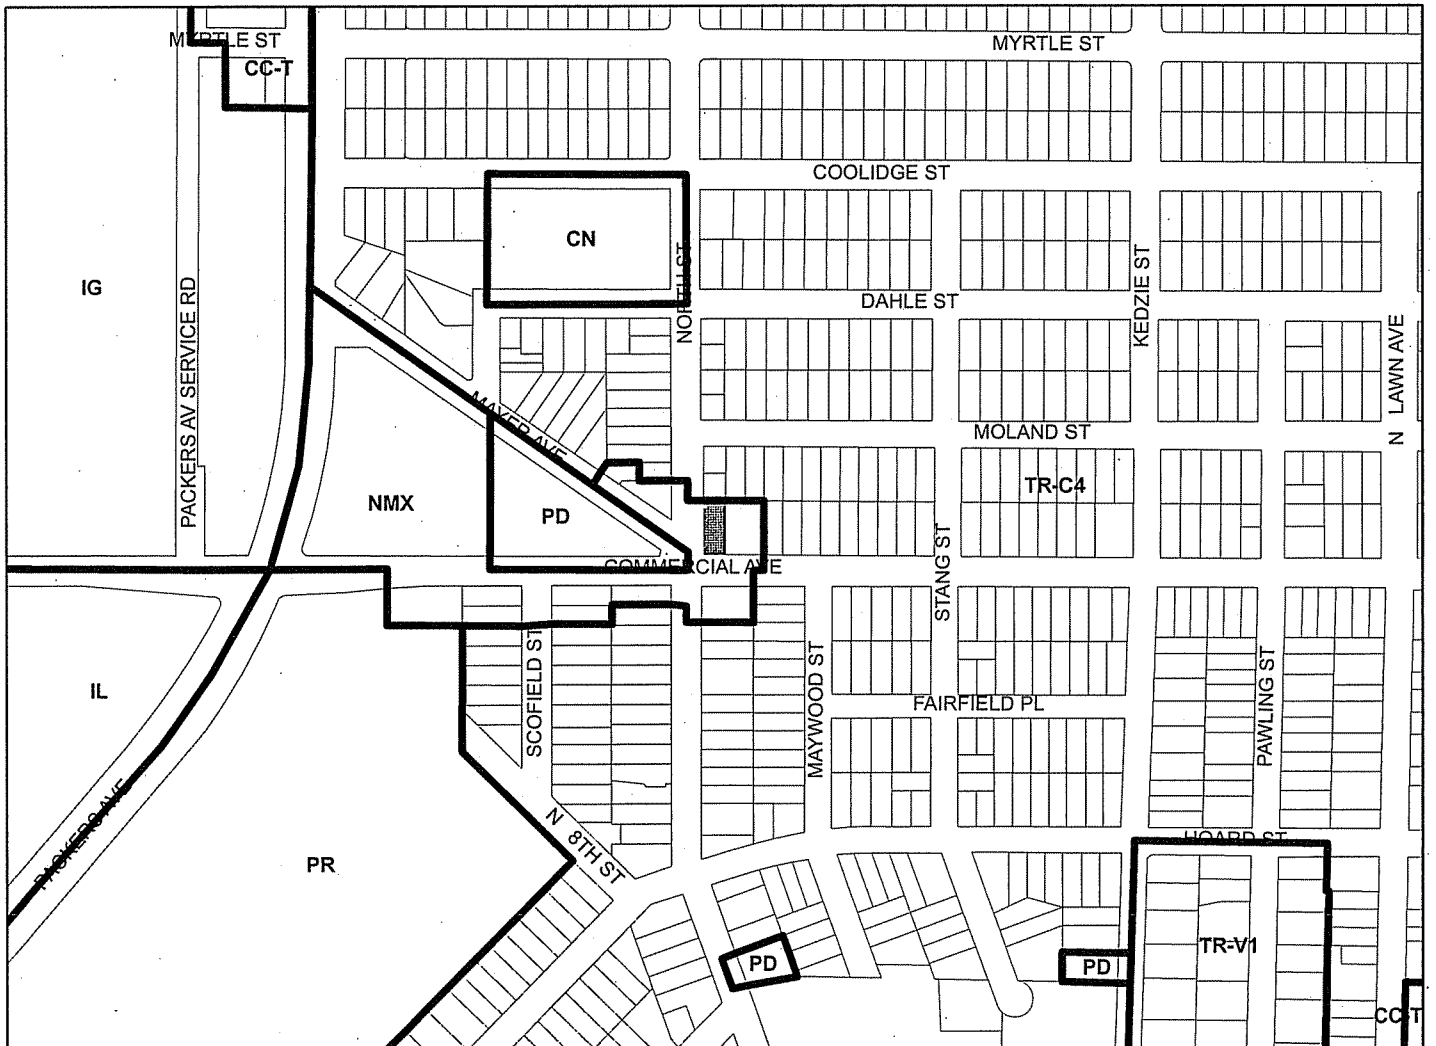 MYRTLE ST
MYRTLE ST
CC-T
COOLIDGE ST
CN
NORTH ST
KEDZIE ST
IG
PACKERS AV SERVICE RD
DAHLE ST
N LAWN AVE
MAYER AVE
MOLAND ST
NMX
PD
TR-C4
COMMERCIAL AVE
STANG ST
SCOFIELD ST
MAYWOOD ST
PAWLING ST
IL
FAIRFIELD PL
PACKERS AVE
N 8TH ST
HOARD ST
PR
PD
PD
TR-V1
CC-T